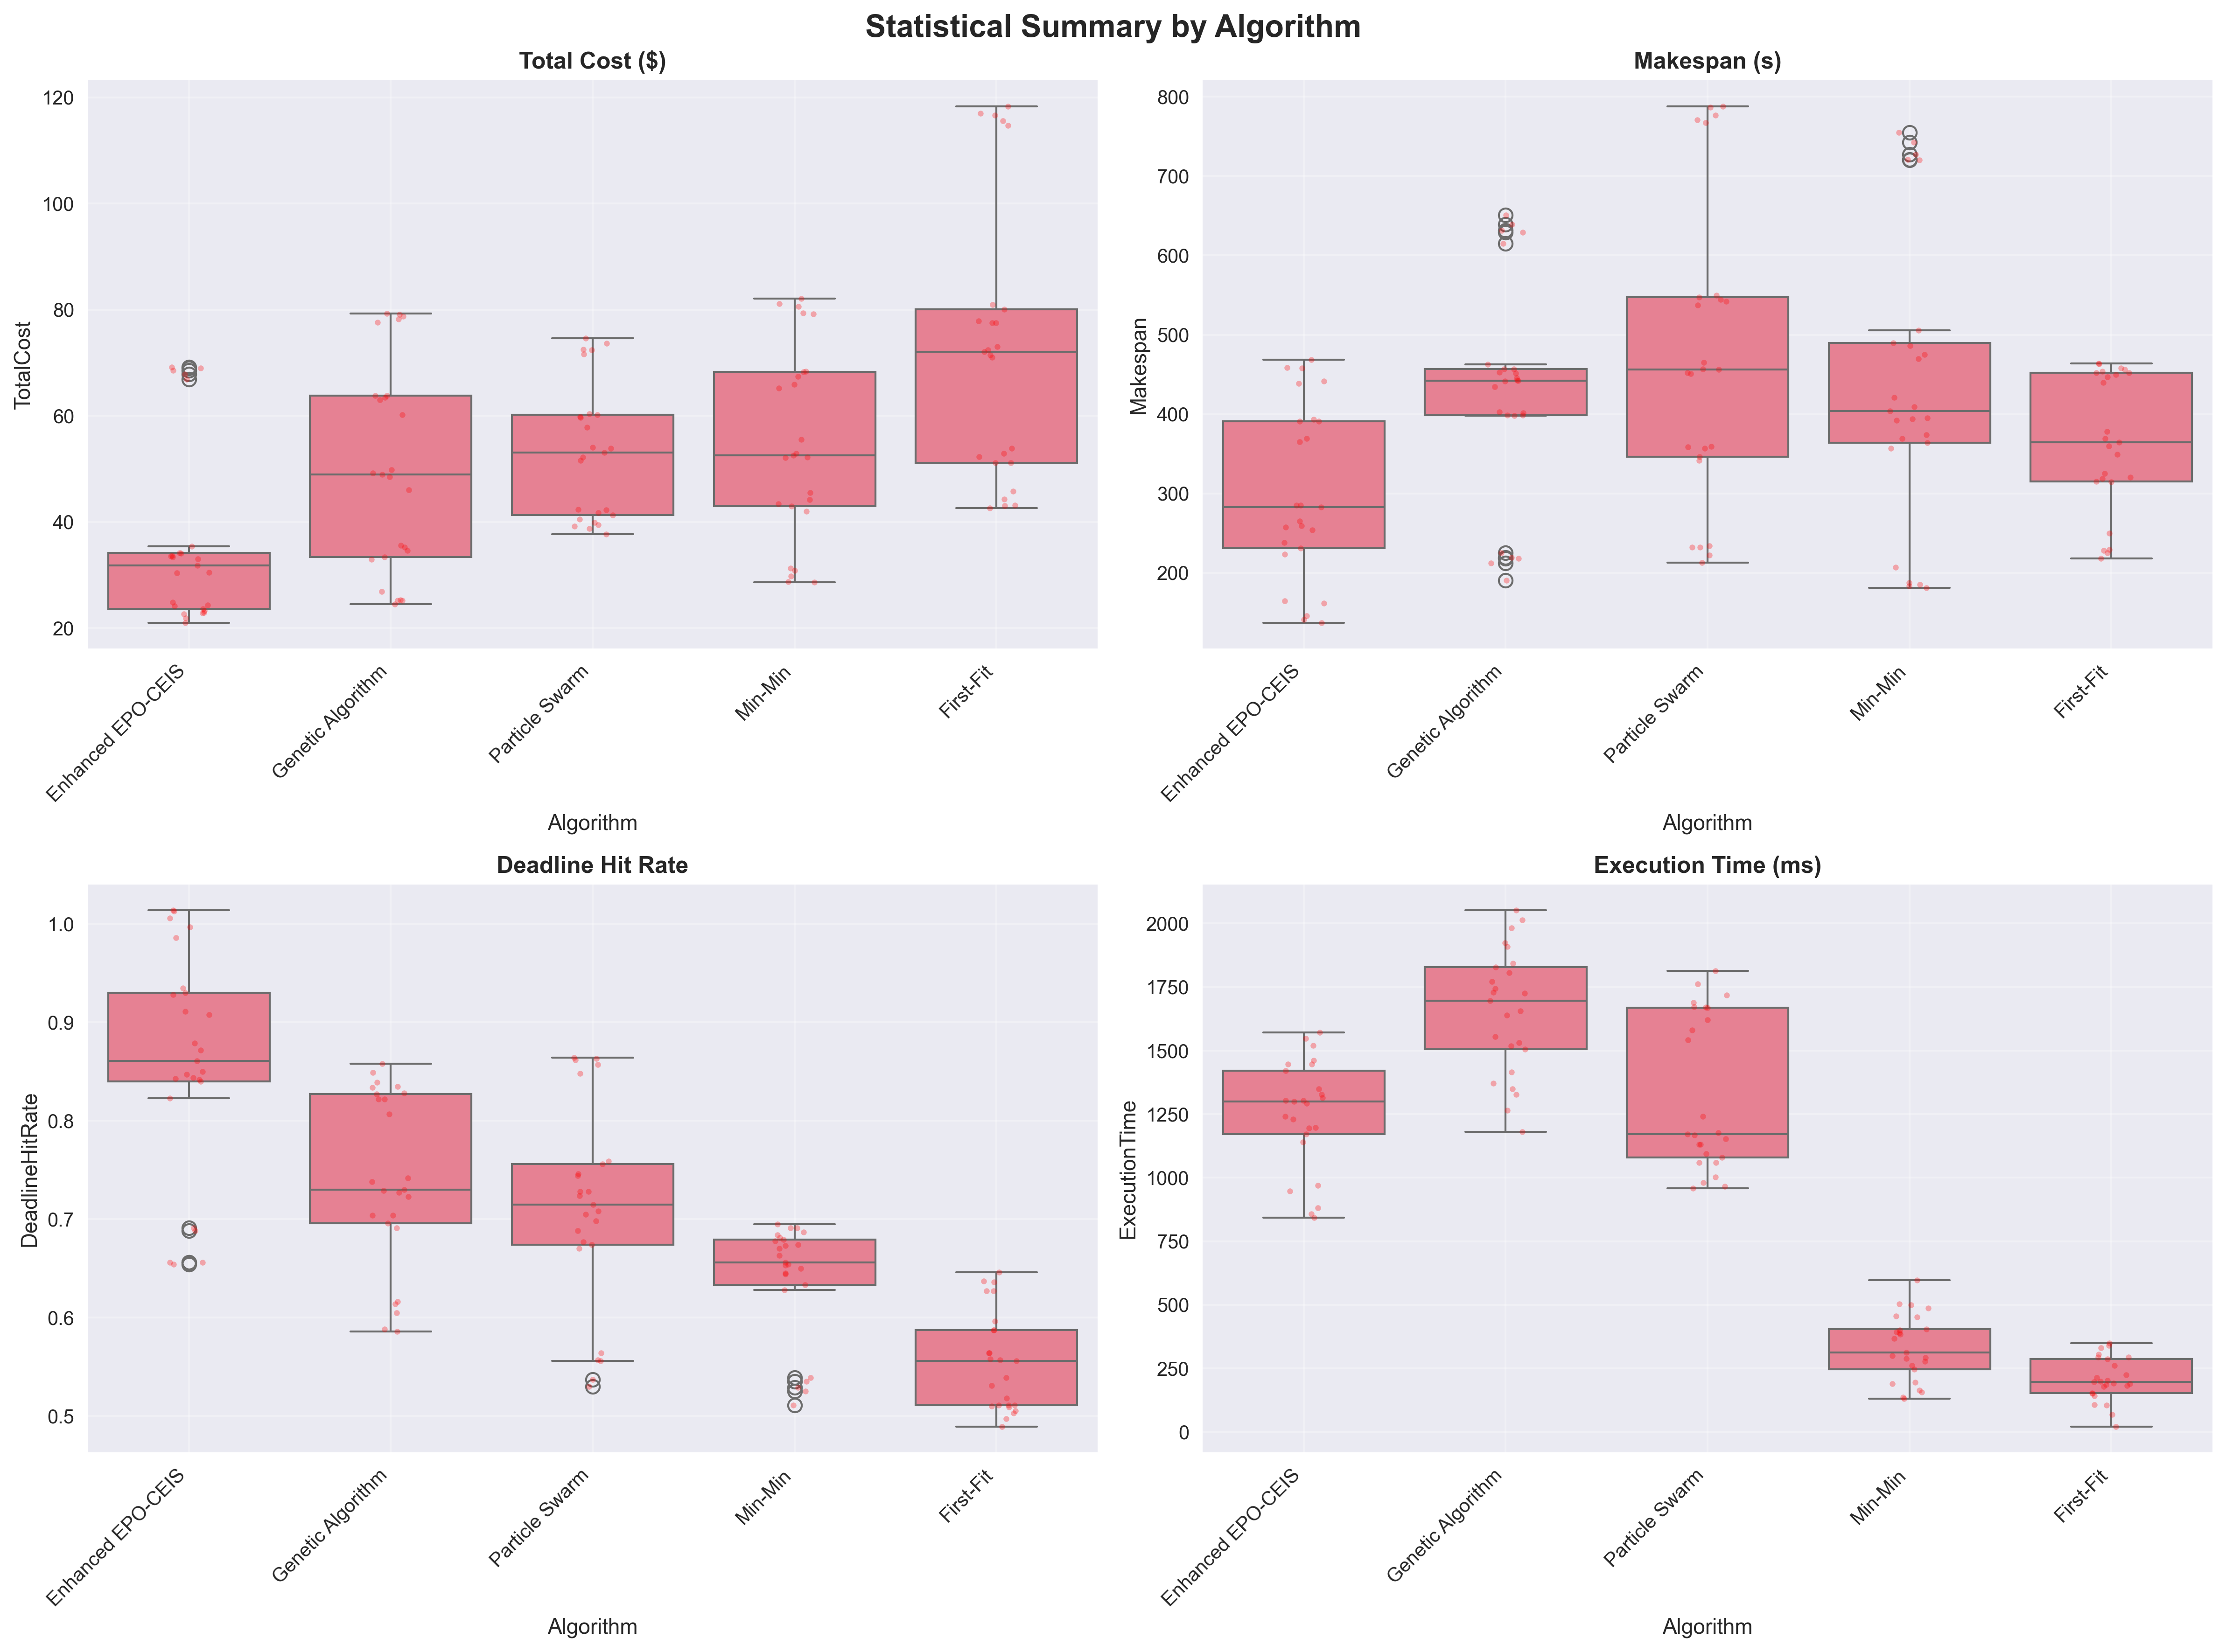 Statistical Summary by Algorithm
Total Cost ($)
TotalCost
120
100
80
60
40
20
Enhanced EPO-CEIS
Genetic Algorithm
Particle Swarm
Min-Min
First-Fit
Algorithm
Makespan (s)
Makespan
800
700
600
500
400
300
200
Enhanced EPO-CEIS
Genetic Algorithm
Particle Swarm
Min-Min
First-Fit
Algorithm
Deadline Hit Rate
DeadlineHitRate
1.0
0.9
0.8
0.7
0.6
0.5
Enhanced EPO-CEIS
Genetic Algorithm
Particle Swarm
Min-Min
First-Fit
Algorithm
Execution Time (ms)
ExecutionTime
2000
1750
1500
1250
1000
750
500
250
0
Enhanced EPO-CEIS
Genetic Algorithm
Particle Swarm
Min-Min
First-Fit
Algorithm